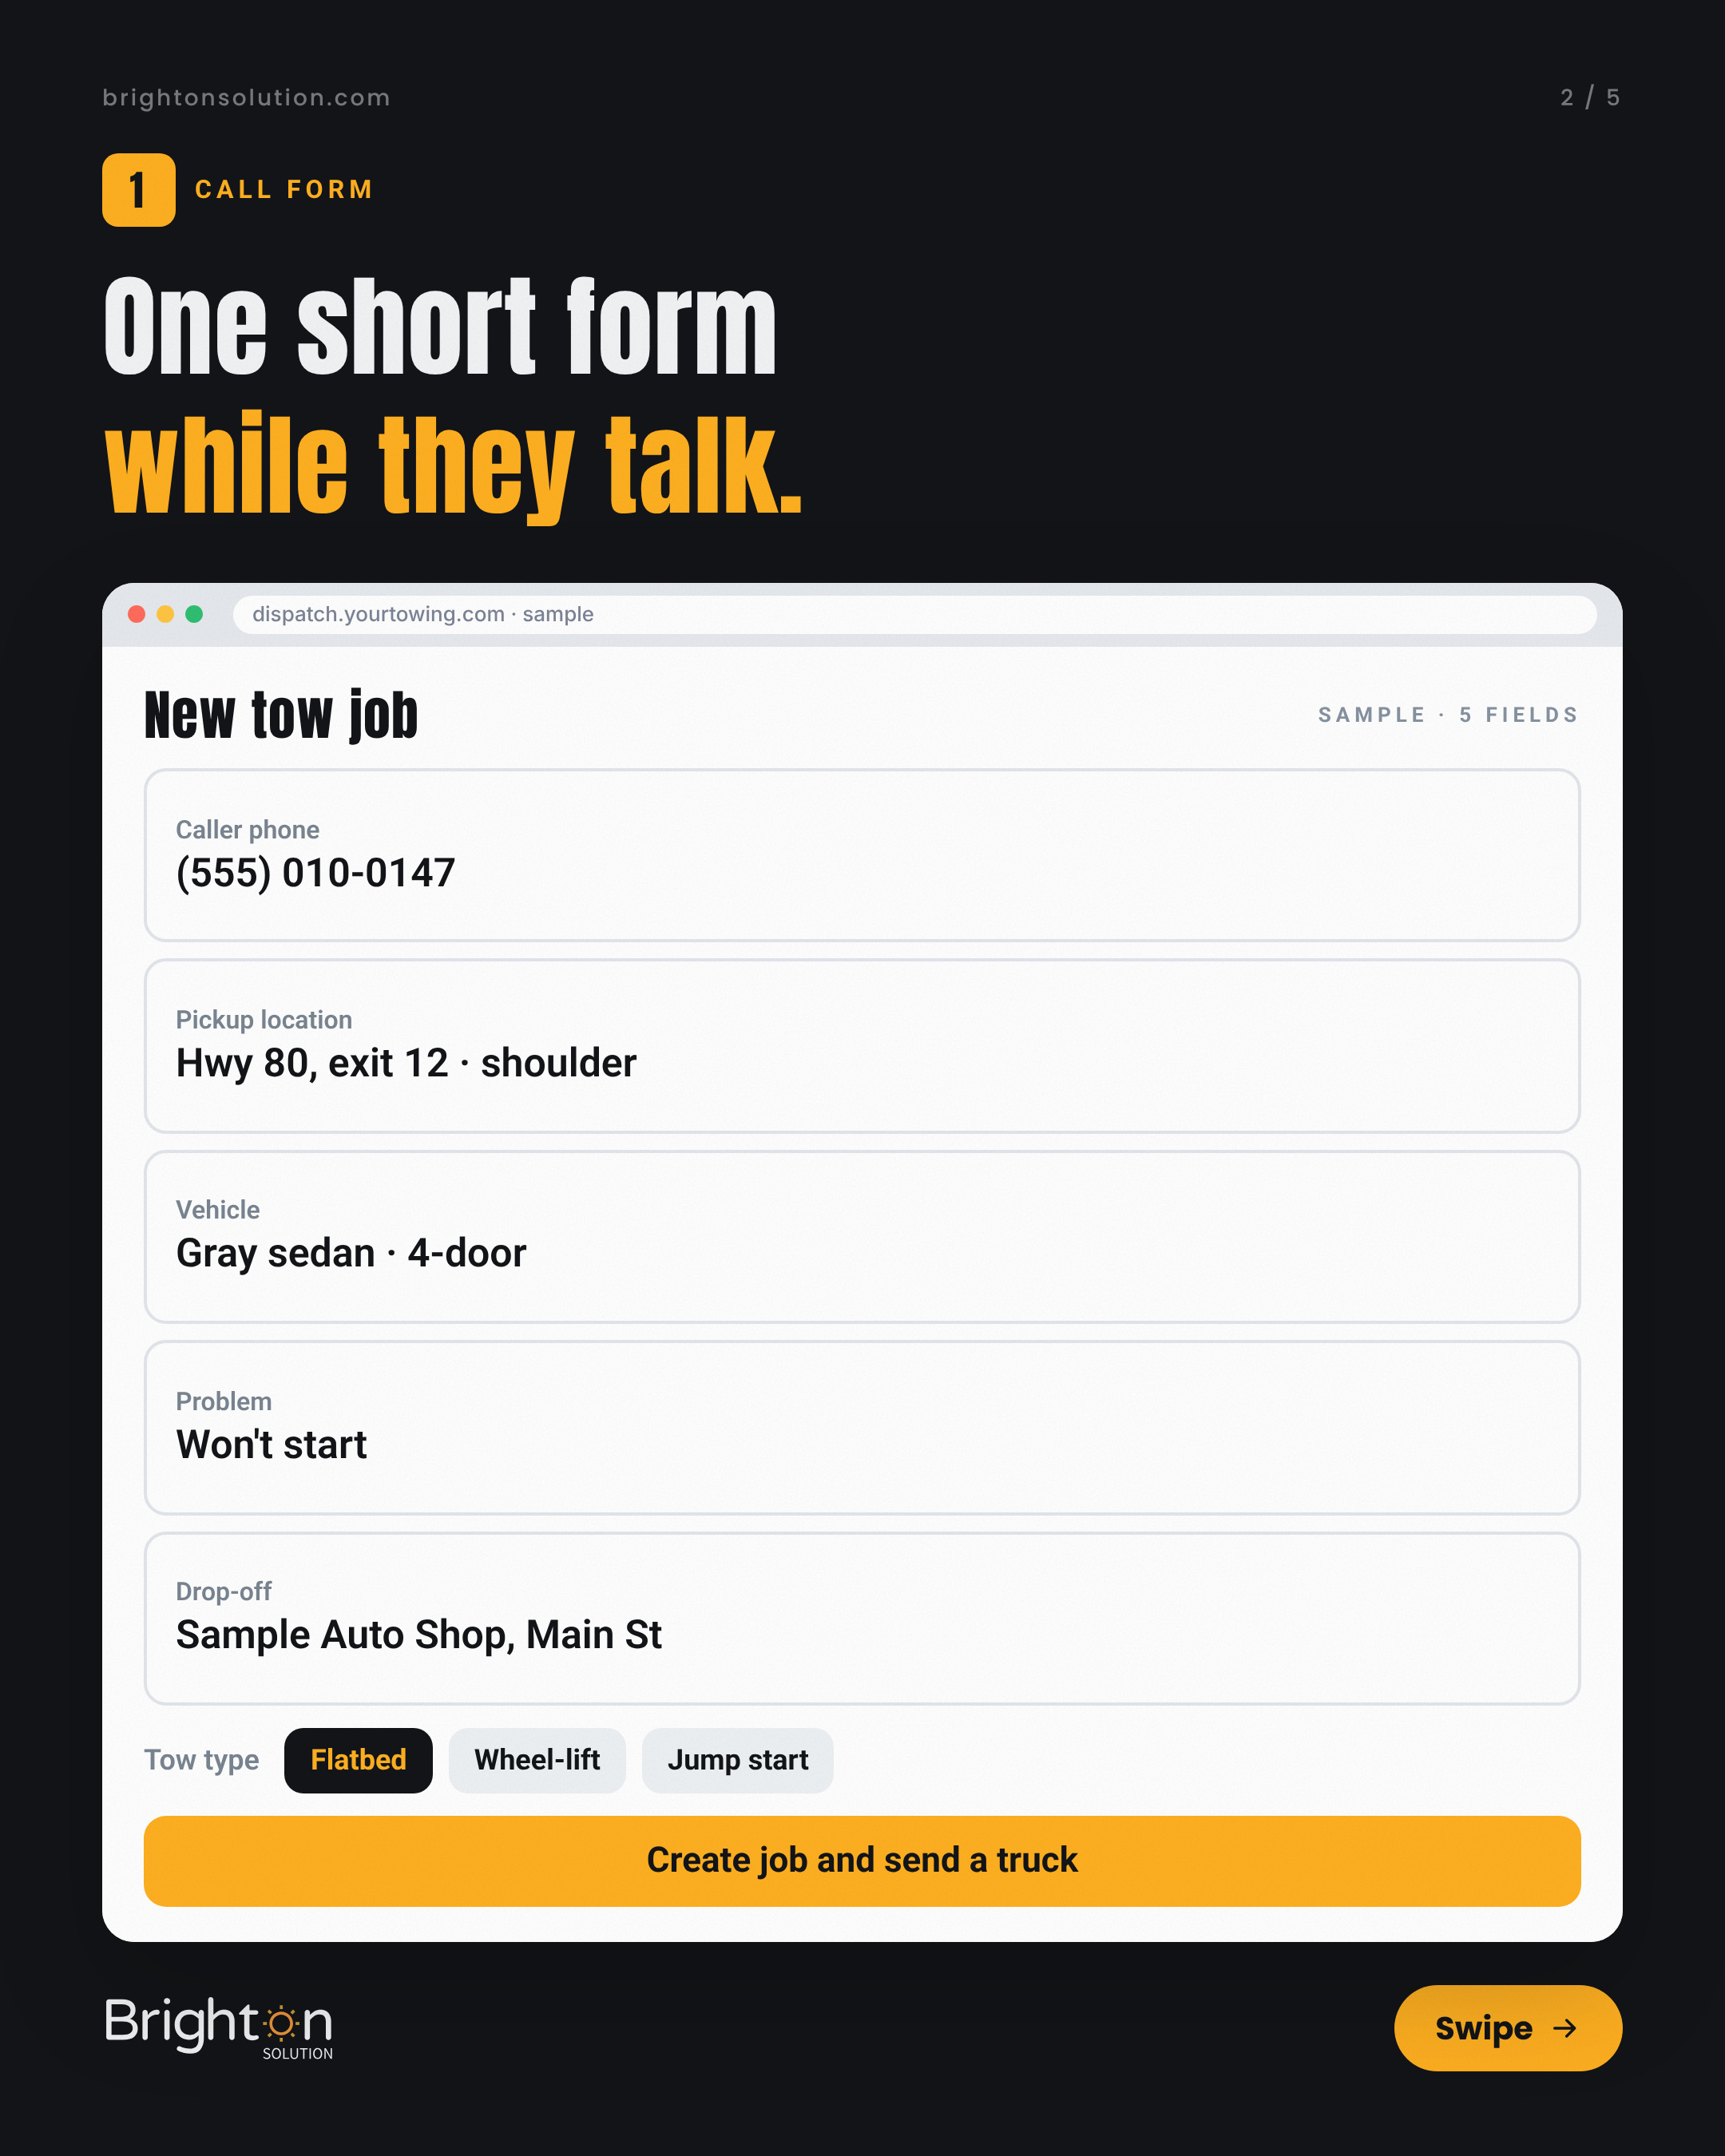 brightonsolution.com
2 / 5
1
CALL FORM
One short form
while they talk.
dispatch.yourtowing.com · sample
New tow job
SAMPLE · 5 FIELDS
Caller phone
(555) 010-0147
Pickup location
Hwy 80, exit 12 · shoulder
Vehicle
Gray sedan · 4-door
Problem
Won't start
Drop-off
Sample Auto Shop, Main St
Tow type
Flatbed
Wheel-lift
Jump start
Create job and send a truck
Brighton
SOLUTION
Swipe →